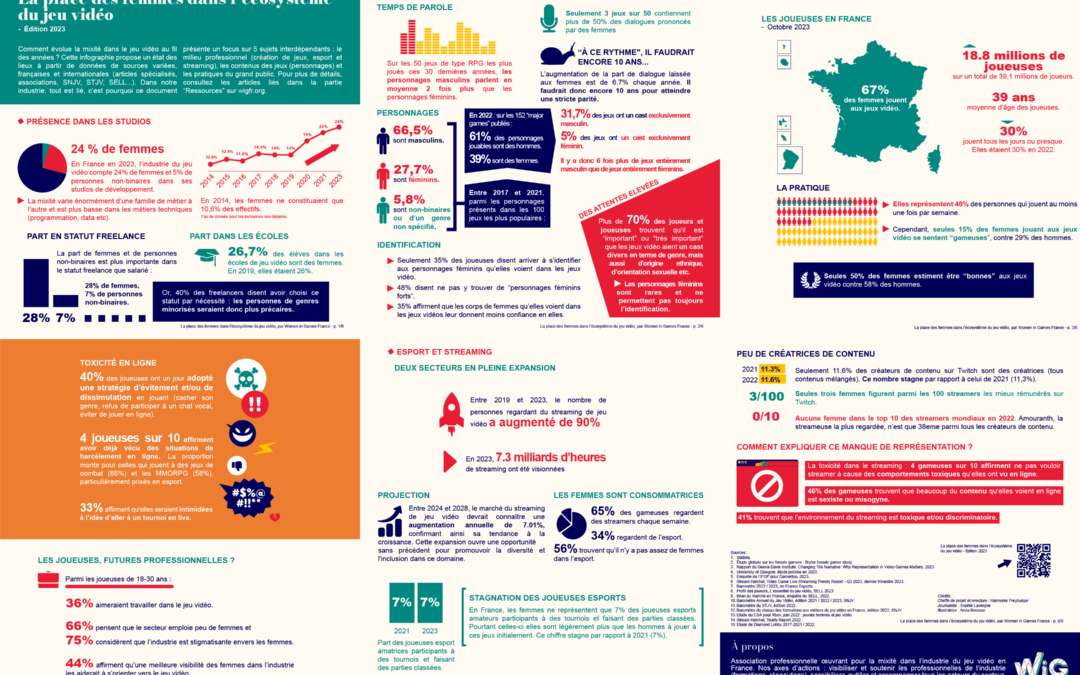 La place des femmes dans l'écosystème
du jeu vidéo
- Édition 2023
Comment évolue la mixité dans le jeu vidéo au fil
des années ? Cette infographie propose un état des
lieux à partir de données de sources variées,
françaises et internationales (articles spécialisés,
associations, SNJV, STJV, SELL...). Dans notre
industrie, tout est lié, c'est pourquoi ce document
présente un focus sur 5 sujets interdépendants : le
milieu professionnel (création de jeux, esport et
streaming), les contenus des jeux (personnages) et
les pratiques du grand public. Pour plus de détails,
consultez les articles liés dans la partie
"Ressources" sur wigfr.org.
PRÉSENCE DANS LES STUDIOS
24 % de femmes
En France en 2023, l'industrie du jeu
vidéo compte 24% de femmes et 5% de
personnes non-binaires dans ses
studios de développement.
La mixité varie énormément d'une famille de métier à
l'autre et est plus basse dans les métiers techniques
(programmation, data etc).
10,6%
12,4%
11,0%
14,4%
14%
14%
19%
22%
24%
2014
2015
2016
2017
2018
2019
2020
2021
2023
En 2014, les femmes ne constituaient que
10,6% des effectifs.
*Pas de donnée pour les personnes non-binaires.
PART EN STATUT FREELANCE
La part de femmes et de personnes
non-binaires est plus importante dans
le statut freelance que salarié :
28% de femmes,
7% de personnes
non-binaires.
28% 7%
PART DANS LES ÉCOLES
26,7% des élèves dans les
écoles de jeu vidéo sont des femmes.
En 2019, elles étaient 26%.
Or, 40% des freelances disent avoir choisi ce
statut par nécessité : les personnes de genres
minorisés seraient donc plus précaires.
La place des femmes dans l'écosystème du jeu vidéo, par Women in Games France - p. 1/6
TEMPS DE PAROLE
Sur les 50 jeux de type RPG les plus
joués ces 30 dernières années, les
personnages masculins parlent en
moyenne 2 fois plus que les
personnages féminins.
Seulement 3 jeux sur 50 contiennent
plus de 50% des dialogues prononcés
par des femmes
"À CE RYTHME", IL FAUDRAIT
ENCORE 10 ANS...
L'augmentation de la part de dialogue laissée
aux femmes est de 6.7% chaque année. Il
faudrait donc encore 10 ans pour atteindre
une stricte parité.
PERSONNAGES
66,5%
sont masculins.
27,7%
sont féminins.
5,8%
sont non-binaires
ou d'un genre
non spécifié.
En 2022 : sur les 152 "major
games" publiés :
61% des personnages
jouables sont des hommes.
39% sont des femmes.
Entre 2017 et 2021,
parmi les personnages
présents dans les 100
jeux les plus populaires :
31,7% des jeux ont un cast exclusivement
masculin.
5% des jeux ont un cast exclusivement
féminin.
Il y a donc 6 fois plus de jeux entièrement
masculin que de jeux entièrement féminins.
DES ATTENTES ELEVÉES
Plus de 70% des joueurs et
joueuses trouvent qu'il est
"important" ou "très important"
que les jeux vidéo aient un cast
divers en terme de genre, mais
aussi d'origine ethnique,
d'orientation sexuelle etc.
Les personnages féminins
sont rares et ne
permettent pas toujours
l'identification.
IDENTIFICATION
Seulement 35% des joueuses disent arriver à s'identifier
aux personnages féminins qu'elles voient dans les jeux
vidéo.
48% disent ne pas y trouver de "personnages féminins
forts".
35% affirment que les corps de femmes qu'elles voient dans
les jeux vidéos leur donnent moins confiance en elles.
La place des femmes dans l'écosystème du jeu vidéo, par Women in Games France - p. 2/6
LES JOUEUSES EN FRANCE
- Octobre 2023
67%
des femmes jouent
aux jeux vidéo.
18.8 millions de
joueuses
sur un total de 39,1 millions de joueurs.
39 ans
moyenne d'âge des joueuses.
30%
jouent tous les jours ou presque.
Elles étaient 30% en 2022.
LA PRATIQUE
Elles représentent 48% des personnes qui jouent au moins
une fois par semaine.
Cependant, seules 15% des femmes jouant aux jeux
vidéo se sentent "gameuses", contre 29% des hommes.
Seules 50% des femmes estiment être "bonnes" aux jeux
vidéo contre 58% des hommes.
La place des femmes dans l'écosystème du jeu vidéo, par Women in Games France - p. 3/6
TOXICITÉ EN LIGNE
40% des joueuses ont un jour adopté
une stratégie d'évitement et/ou de
dissimulation en jouant (cacher son
genre, refus de participer à un chat vocal,
éviter de jouer en ligne).
4 joueuses sur 10 affirment
avoir déjà vécu des situations de
harcèlement en ligne. La proportion
monte pour celles qui jouent à des jeux de
combat (66%) et les MMORPG (58%),
particulièrement prisés en esport.
33% affirment qu'elles seraient intimidées
à l'idée d'aller à un tournoi en live.
!!
#$%@
#!!**
LES JOUEUSES, FUTURES PROFESSIONNELLES ?
Parmi les joueuses de 18-30 ans :
36% aimeraient travailler dans le jeu vidéo.
66% pensent que le secteur emploie peu de femmes et
75% considèrent que l'industrie est stigmatisante envers les femmes.
44% affirment qu'une meilleure visibilité des femmes dans l'industrie
les aiderait à s'orienter vers le jeu vidéo
ESPORT ET STREAMING
DEUX SECTEURS EN PLEINE EXPANSION
Entre 2019 et 2023, le nombre de
personnes regardant du streaming de jeu
vidéo a augmenté de 90%
En 2023, 7.3 milliards d'heures
de streaming ont été visionnées
PROJECTION
Entre 2024 et 2028, le marché du streaming
de jeu vidéo devrait connaître une
augmentation annuelle de 7,01%,
confirmant ainsi sa tendance à la
croissance. Cette expansion ouvre une opportunité
sans précédent pour promouvoir la diversité et
l'inclusion dans ce domaine.
LES FEMMES SONT CONSOMMATRICES
65% des gameuses regardent
des streamers chaque semaine.
34% regardent de l'esport.
56% trouvent qu'il n'y a pas assez de femmes
dans l'esport.
7% 7%
2021 2023
Part des joueuses esport
amatrices participants à
des tournois et faisant
des parties classées.
STAGNATION DES JOUEUSES ESPORTS
En France, les femmes ne représentent que 7% des joueuses esports
amateurs participants à des tournois et faisant des parties classées.
Pourtant celles-ci elles sont légèrement plus que les hommes à jouer à
ces jeux initialement. Ce chiffre stagne par rapport à 2021 (7%).
PEU DE CRÉATRICES DE CONTENU
2021 11.3%
2022 11.6%
Seulement 11.6% des créateurs de contenu sur Twitch sont des créatrices (tous
contenus mélangés). Ce nombre stagne par rapport à celui de 2021 (11,3%).
3/100
Seules trois femmes figurent parmi les 100 streamers les mieux rémunérés sur
Twitch.
0/10
Aucune femme dans le top 10 des streamers mondiaux en 2022. Amouranth, la
streameuse la plus regardée, n'est que 38eme parmi tous les créateurs de contenu.
COMMENT EXPLIQUER CE MANQUE DE REPRÉSENTATION ?
La toxicité dans le streaming : 4 gameuses sur 10 affirment ne pas vouloir
streamer à cause des comportements toxiques qu'elles ont vu en ligne.
46% des gameuses trouvent que beaucoup du contenu qu'elles voient en ligne
est sexiste ou misogyne.
41% trouvent que l'environnement du streaming est toxique et/ou discriminatoire.
La place des femmes dans l'écosystème
du jeu vidéo - Édition 2023
Sources :
1. Statista
Crédits :
Journaliste : Sophie Lavergne
La place des femmes dans l'écosystème du jeu vidéo, par Women in Games France - p. 6/6
À propos
Association professionnelle œuvrant pour la mixité dans l'industrie du jeu vidéo en
France. Nos axes d'actions : visibiliser et soutenir les professionnelles de l'industrie
WiG